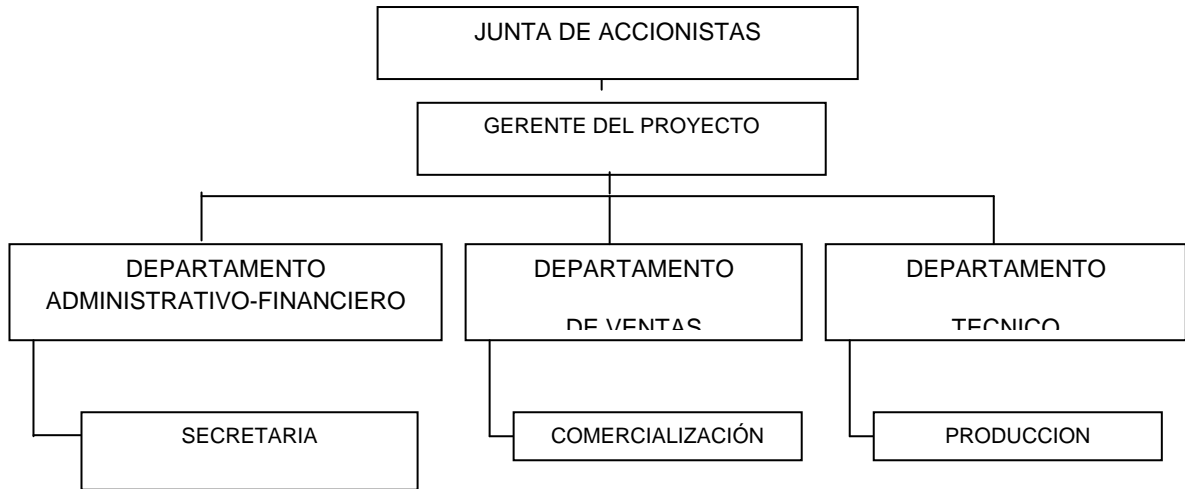 JUNTA DE ACCIONISTAS
GERENTE DEL PROYECTO
DEPARTAMENTO
ADMINISTRATIVO-FINANCIERO
DEPARTAMENTO
DE VENTAS
DEPARTAMENTO
TECNICO
SECRETARIA
COMERCIALIZACIÓN
PRODUCCION